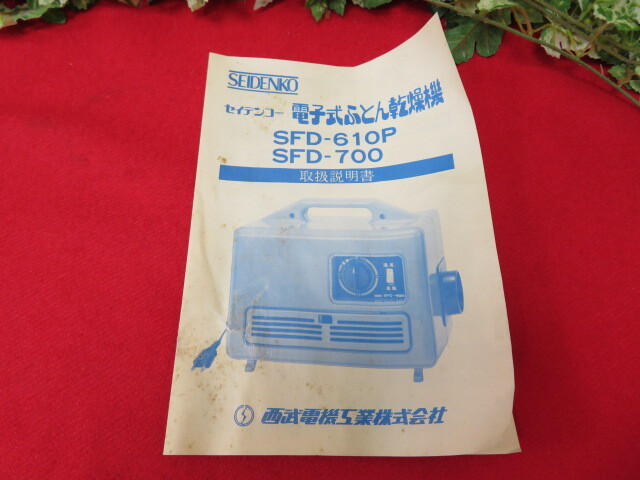 SEIDENKO
セイデンコー 電子式ふとん乾燥機
SFD-610P
SFD-700
取扱説明書
西武電機工業株式会社